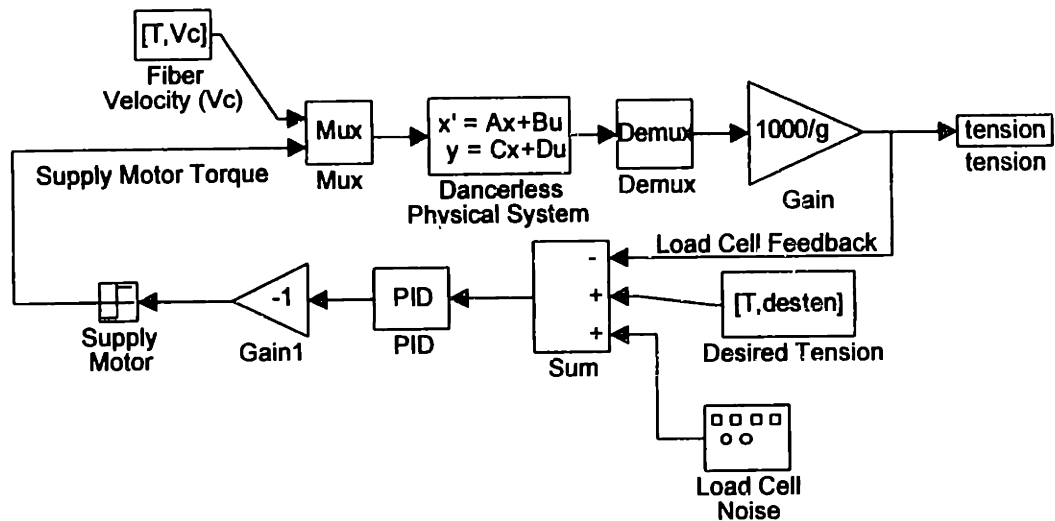 [T,Vc]
Fiber
Velocity (Vc)
Mux
Mux
x' = Ax+Bu
y = Cx+Du
Dancerless
Physical System
Demux
Demux
1000/g
Gain
tension
tension
Supply Motor Torque
Load Cell Feedback
-
+
+
Sum
[T,desten]
Desired Tension
PID
PID
-1
Gain1
Supply
Motor
Load Cell
Noise